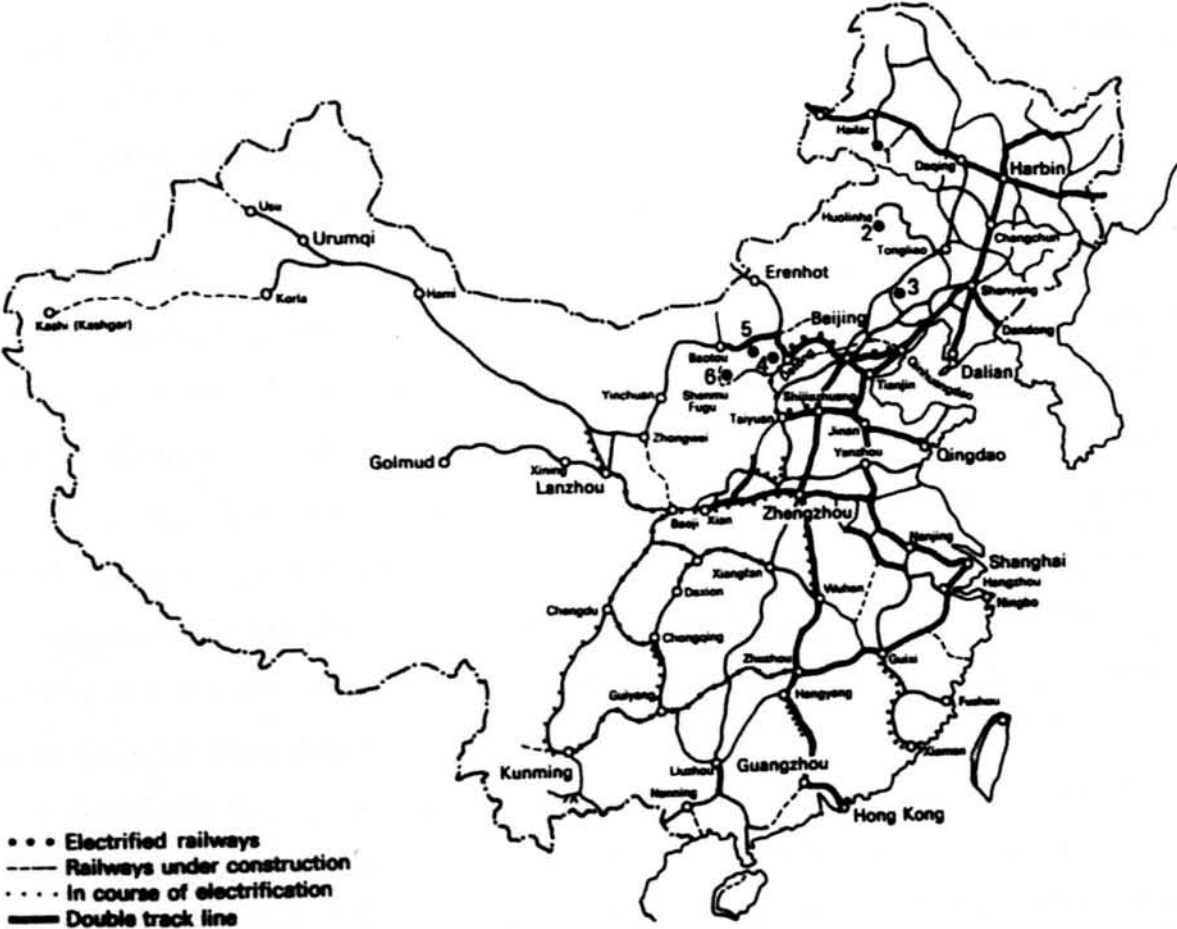 Hailar
1
Daqing
Harbin
Usu
Urumqi
Huolinhe
2
Changchun
Tongliao
Erenhot
Korla
Hami
3
Shenyang
Kashi (Kashgar)
Beijing
Dandong
5
Baotou
4
6
Dalian
Tianjin
Qinhuangdao
Shenmu
Fugu
Yinchuan
Shijiazhuang
Taiyuan
Zhongwei
Jinan
Yanzhou
Qingdao
Golmud
Xining
Lanzhou
Baoji
Xian
Zhengzhou
Nanjing
Shanghai
Xiangfan
Hangzhou
Daxian
Wuhan
Ningbo
Chengdu
Chongqing
Zhuzhou
Guixi
Guiyang
Hengyang
Fuzhou
Xiamen
Kunming
Liuzhou
Guangzhou
Nanning
Hong Kong
Electrified railways
Railways under construction
In course of electrification
Double track line